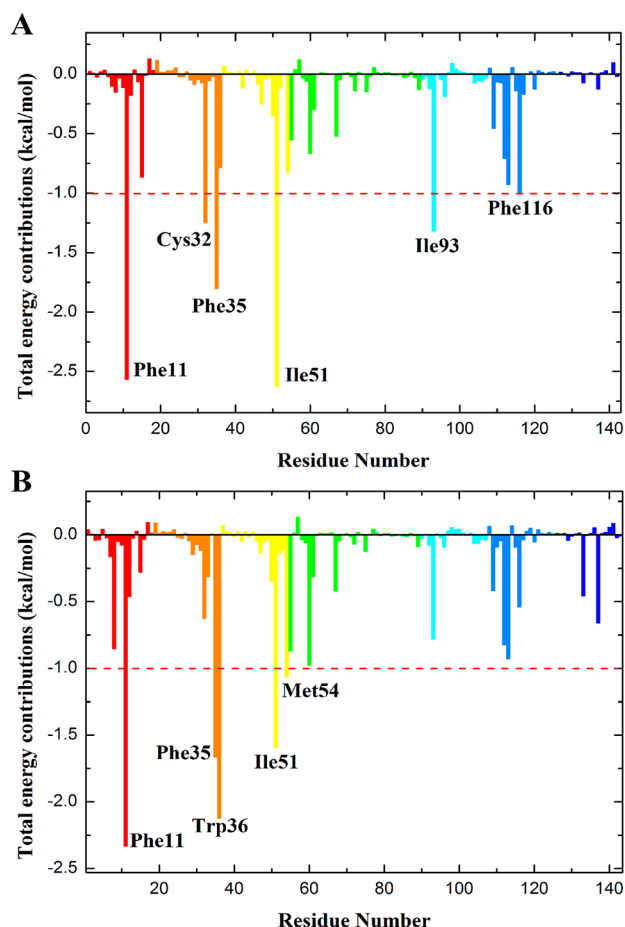 A
Total energy contributions (kcal/mol)
0.0
-0.5
-1.0
-1.5
-2.0
-2.5
Phe11
Cys32
Phe35
Ile51
Ile93
Phe116
0 20 40 60 80 100 120 140
Residue Number
B
Total energy contributions (kcal/mol)
0.0
-0.5
-1.0
-1.5
-2.0
-2.5
Phe11
Phe35
Trp36
Ile51
Met54
20 40 60 80 100 120 140
Residue Number